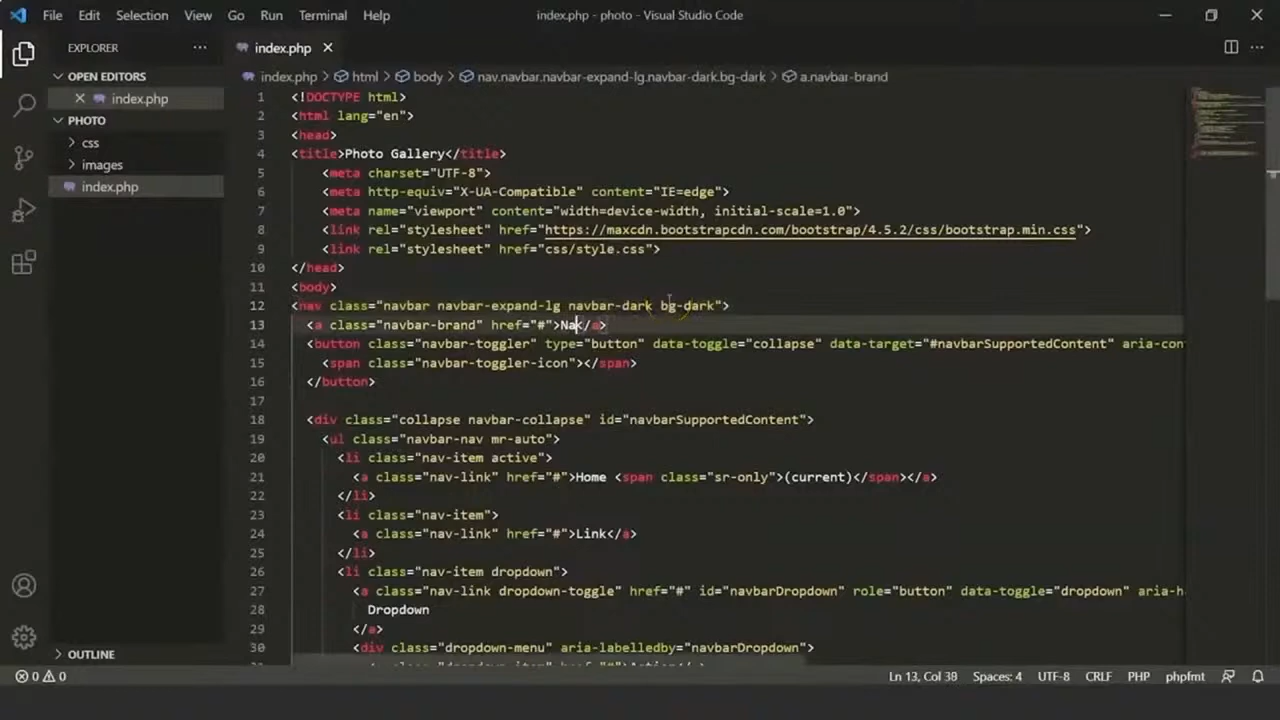 File Edit Selection View Go Run Terminal Help index.php - photo - Visual Studio Code
EXPLORER
OPEN EDITORS
index.php
PHOTO
css
images
index.php
OUTLINE
index.php
index.php > html > body > nav.navbar.navbar-expand-lg.navbar-dark.bg-dark > a.navbar-brand
1 <!DOCTYPE html>
2 <html lang="en">
3 <head>
4 <title>Photo Gallery</title>
5 <meta charset="UTF-8">
6 <meta http-equiv="X-UA-Compatible" content="IE=edge">
7 <meta name="viewport" content="width=device-width, initial-scale=1.0">
8 <link rel="stylesheet" href="https://maxcdn.bootstrapcdn.com/bootstrap/4.5.2/css/bootstrap.min.css">
9 <link rel="stylesheet" href="css/style.css">
10 </head>
11 <body>
12 <nav class="navbar navbar-expand-lg navbar-dark bg-dark">
13 <a class="navbar-brand" href="#">Nak/a>
14 <button class="navbar-toggler" type="button" data-toggle="collapse" data-target="#navbarSupportedContent" aria-con
15 <span class="navbar-toggler-icon"></span>
16 </button>
17
18 <div class="collapse navbar-collapse" id="navbarSupportedContent">
19 <ul class="navbar-nav mr-auto">
20 <li class="nav-item active">
21 <a class="nav-link" href="#">Home <span class="sr-only">(current)</span></a>
22 </li>
23 <li class="nav-item">
24 <a class="nav-link" href="#">Link</a>
25 </li>
26 <li class="nav-item dropdown">
27 <a class="nav-link dropdown-toggle" href="#" id="navbarDropdown" role="button" data-toggle="dropdown" aria-h
28 Dropdown
29 </a>
30 <div class="dropdown-menu" aria-labelledby="navbarDropdown">
0 0 Ln 13, Col 38 Spaces: 4 UTF-8 CRLF PHP phpfmt